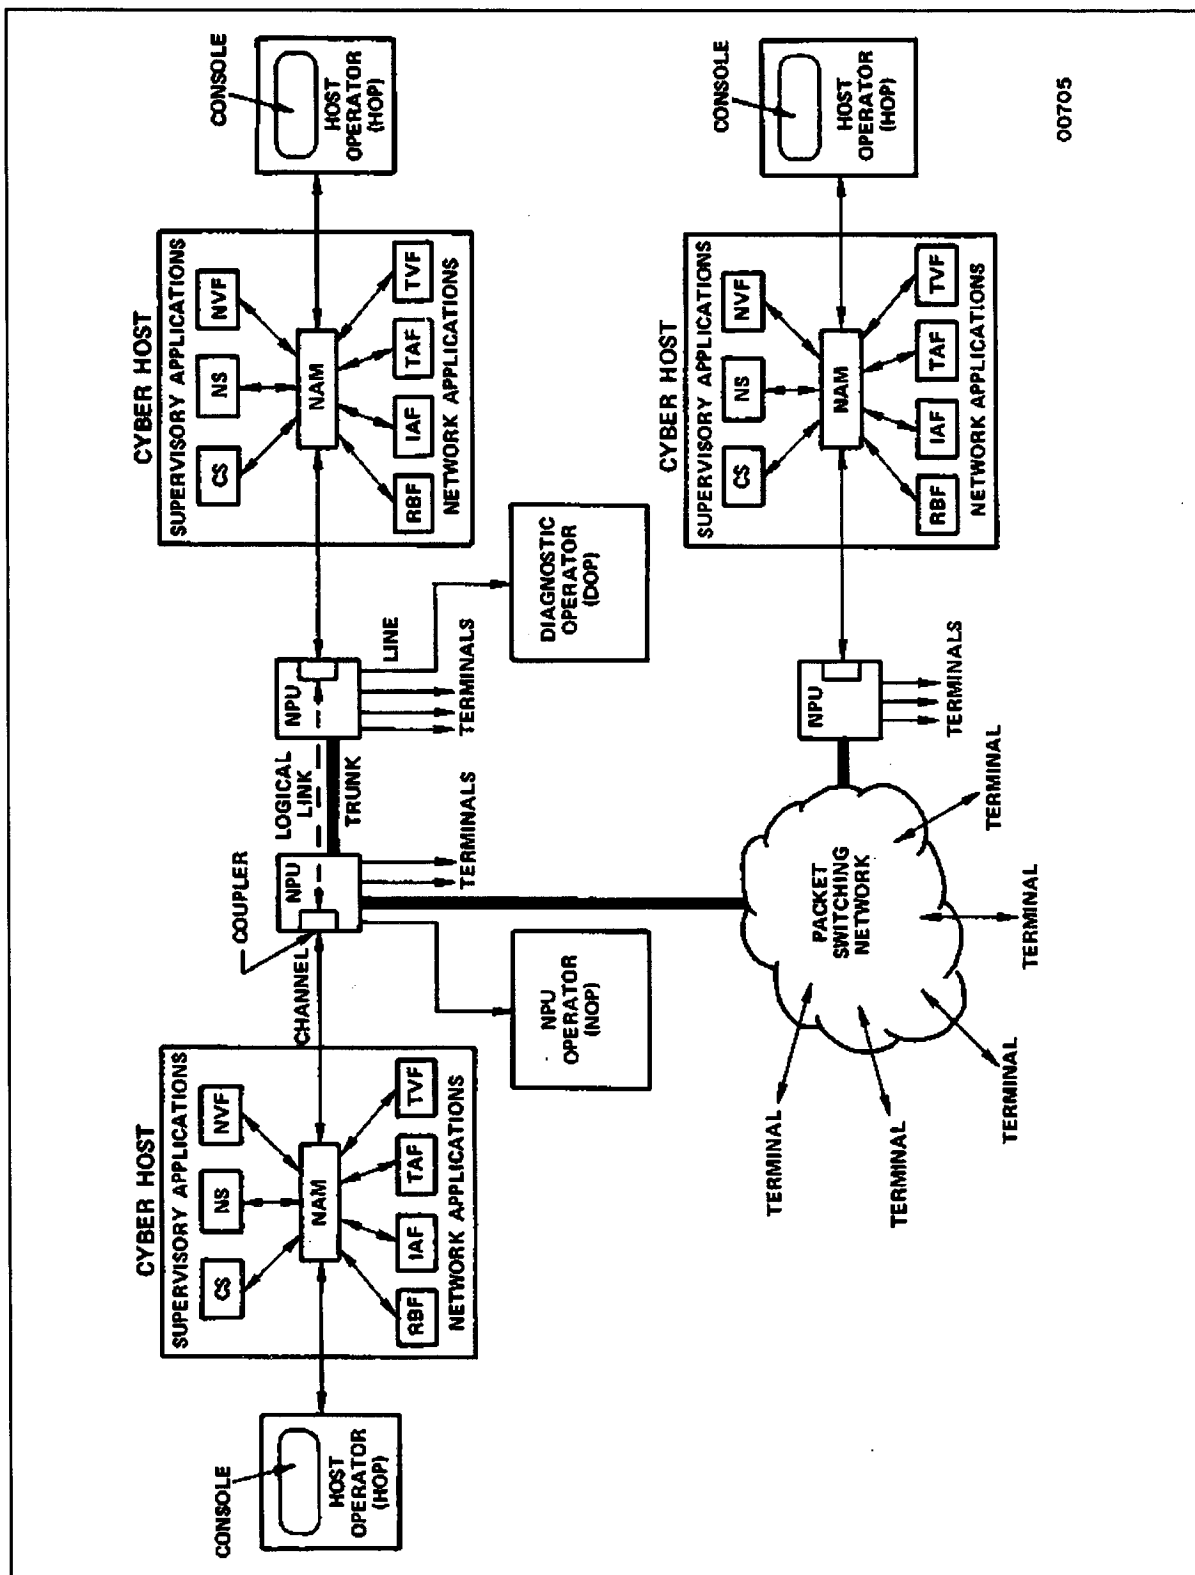 CONSOLE
HOST
OPERATOR
(HOP)
CYBER HOST
SUPERVISORY APPLICATIONS
CS
NS
NVF
NAM
RBF
IAF
TAF
TVF
NETWORK APPLICATIONS
CHANNEL
COUPLER
NPU
LOGICAL
LINK
TRUNK
NPU
TERMINALS
TERMINALS
LINE
NPU
OPERATOR
(NOP)
DIAGNOSTIC
OPERATOR
(DOP)
CYBER HOST
SUPERVISORY APPLICATIONS
CS
NS
NVF
NAM
RBF
IAF
TAF
TVF
NETWORK APPLICATIONS
CONSOLE
HOST
OPERATOR
(HOP)
PACKET
SWITCHING
NETWORK
TERMINAL
TERMINAL
TERMINAL
TERMINAL
TERMINAL
NPU
TERMINALS
CYBER HOST
SUPERVISORY APPLICATIONS
CS
NS
NVF
NAM
RBF
IAF
TAF
TVF
NETWORK APPLICATIONS
CONSOLE
HOST
OPERATOR
(HOP)
00705